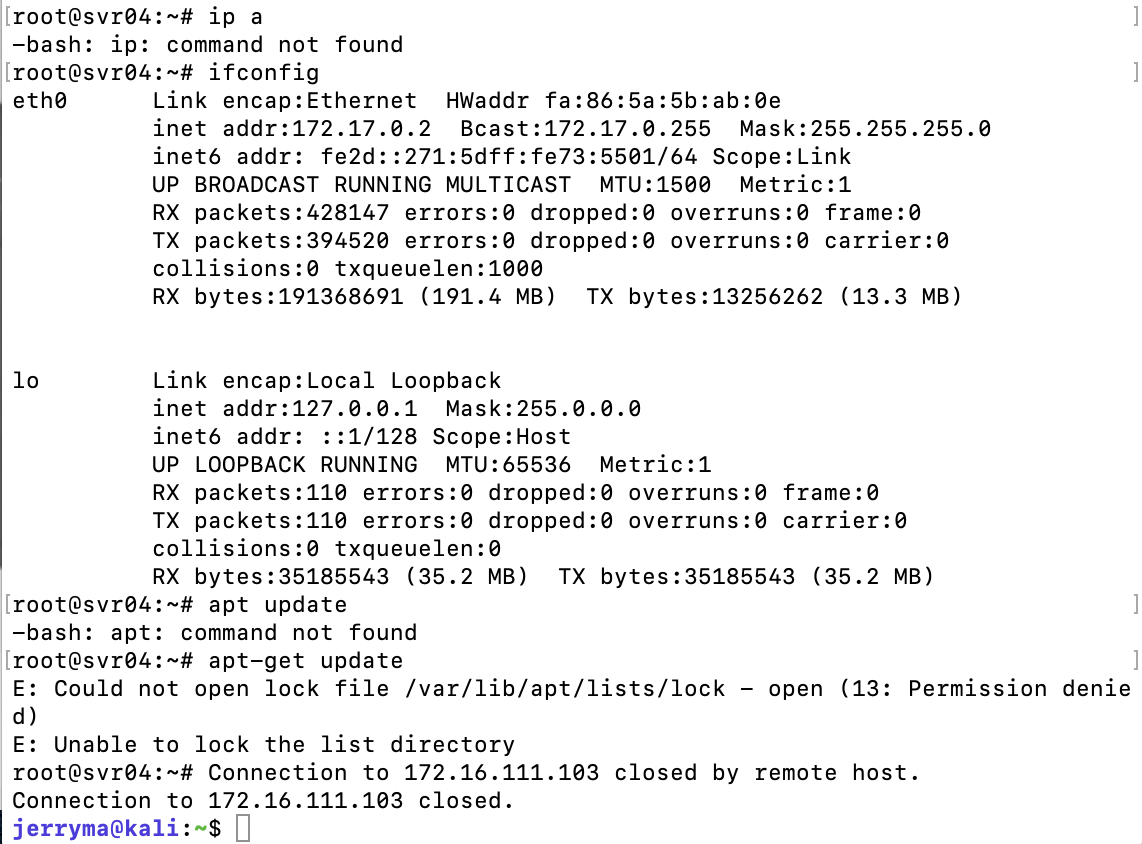 [root@svr04:~# ip a ]
-bash: ip: command not found
[root@svr04:~# ifconfig ]
eth0      Link encap:Ethernet  HWaddr fa:86:5a:5b:ab:0e
          inet addr:172.17.0.2  Bcast:172.17.0.255  Mask:255.255.255.0
          inet6 addr: fe2d::271:5dff:fe73:5501/64 Scope:Link
          UP BROADCAST RUNNING MULTICAST  MTU:1500  Metric:1
          RX packets:428147 errors:0 dropped:0 overruns:0 frame:0
          TX packets:394520 errors:0 dropped:0 overruns:0 carrier:0
          collisions:0 txqueuelen:1000
          RX bytes:191368691 (191.4 MB)  TX bytes:13256262 (13.3 MB)
lo        Link encap:Local Loopback
          inet addr:127.0.0.1  Mask:255.0.0.0
          inet6 addr: ::1/128 Scope:Host
          UP LOOPBACK RUNNING  MTU:65536  Metric:1
          RX packets:110 errors:0 dropped:0 overruns:0 frame:0
          TX packets:110 errors:0 dropped:0 overruns:0 carrier:0
          collisions:0 txqueuelen:0
          RX bytes:35185543 (35.2 MB)  TX bytes:35185543 (35.2 MB)
[root@svr04:~# apt update ]
-bash: apt: command not found
[root@svr04:~# apt-get update ]
E: Could not open lock file /var/lib/apt/lists/lock - open (13: Permission denie
d)
E: Unable to lock the list directory
root@svr04:~# Connection to 172.16.111.103 closed by remote host.
Connection to 172.16.111.103 closed.
jerryma@kali:~$